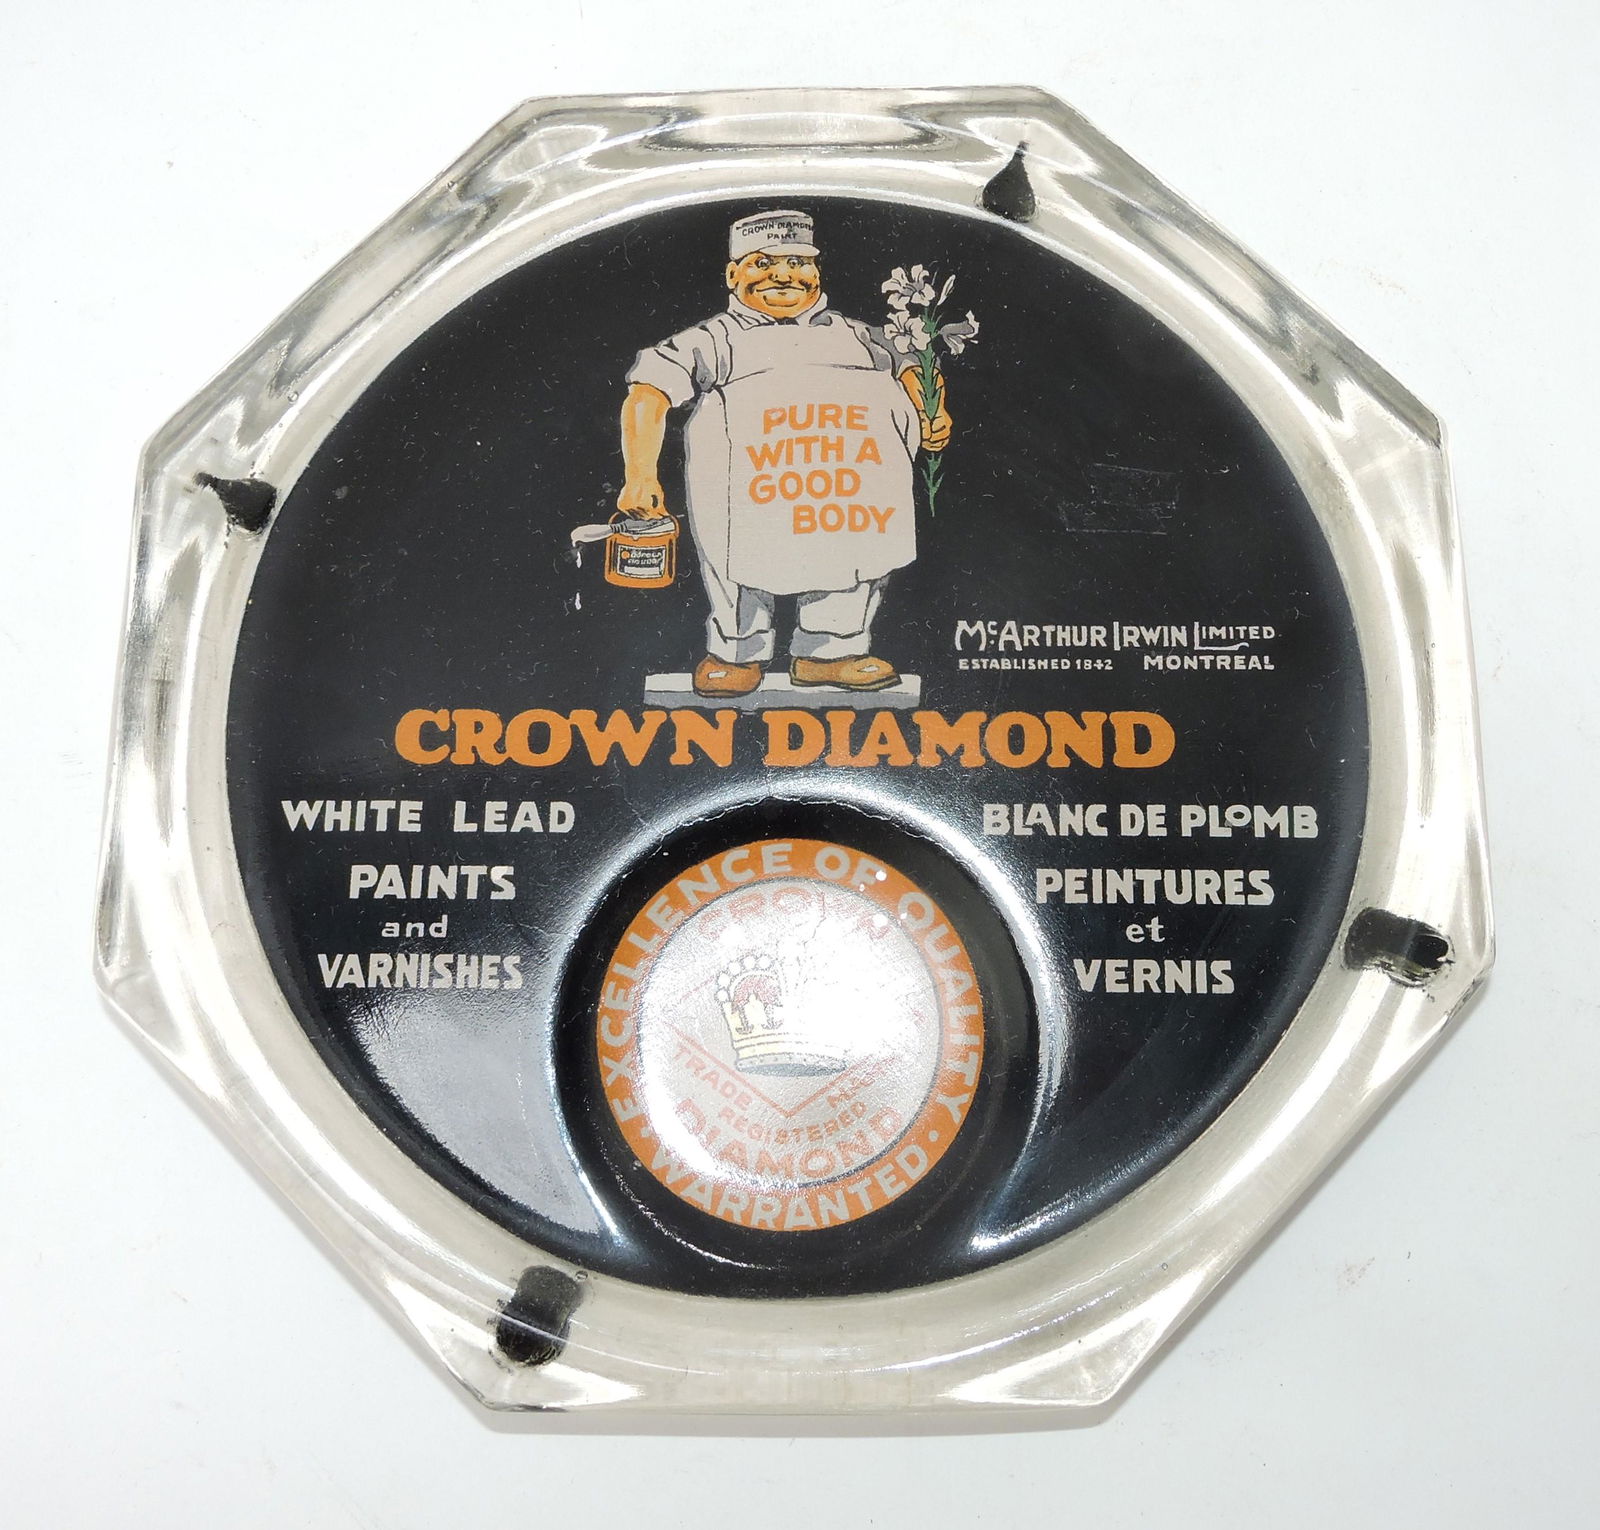 CROWN DIAMOND
PAINT
PURE
WITH A
GOOD
BODY
McARTHUR IRWIN LIMITED
ESTABLISHED 1842 MONTREAL
CROWN DIAMOND
WHITE LEAD
PAINTS
and
VARNISHES
BLANC DE PLOMB
PEINTURES
et
VERNIS
EXCELLENCE OF QUALITY
CROWN
TRADE MARK
REGISTERED
DIAMOND
• WARRANTED •